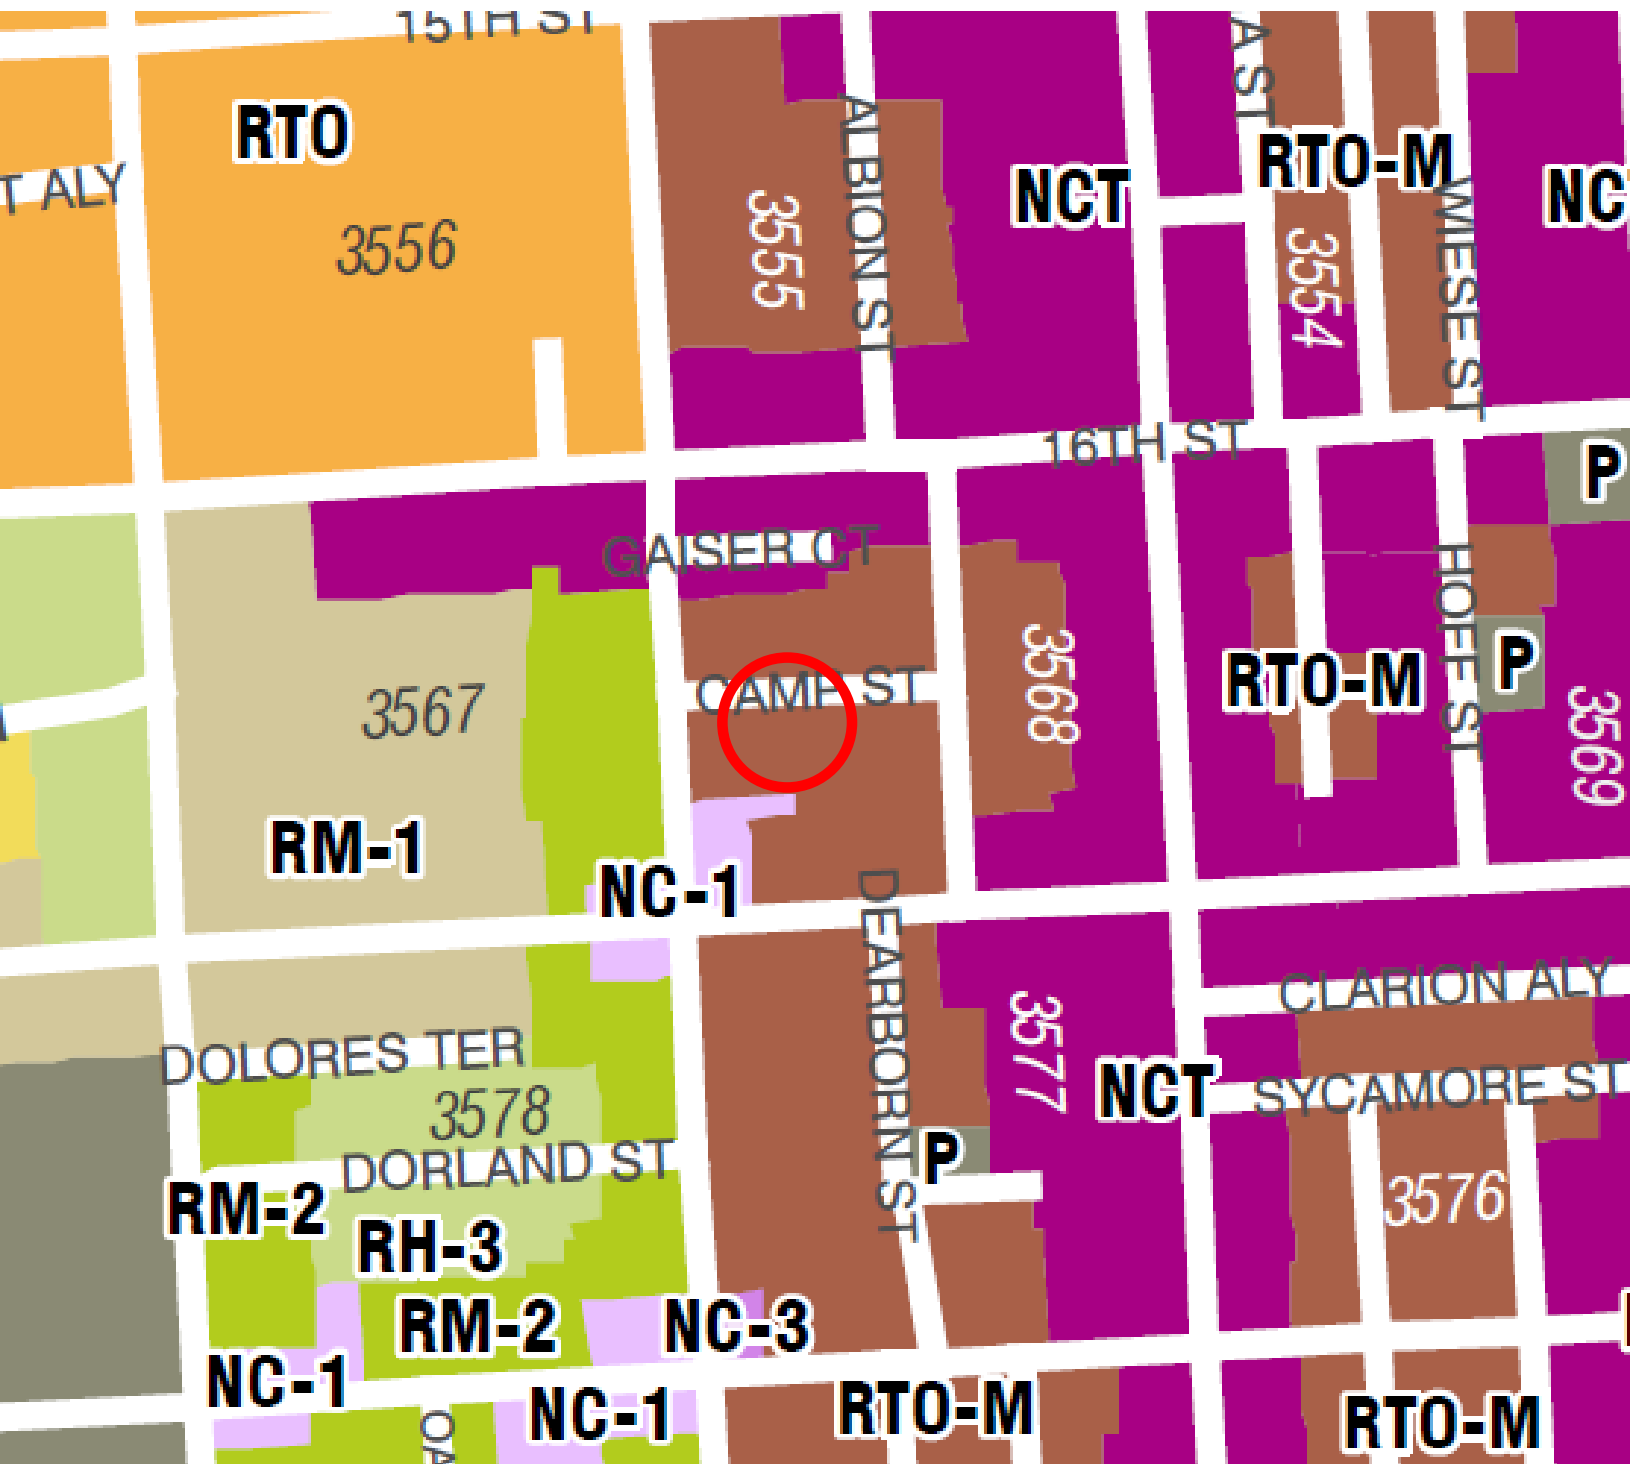 15TH ST
A ST
RTO
ALBION ST
RTO-M
T ALY
NCT
WIESE ST
NC
3556
3555
3554
16TH ST
P
GAISER CT
HOFF ST
3567
CAMP ST
3568
RTO-M
P
3569
RM-1
NC-1
DEARBORN ST
CLARION ALY
DOLORES TER
3577
NCT
SYCAMORE ST
3578
DORLAND ST
P
RM-2
3576
RH-3
RM-2
NC-3
NC-1
NC-1
RTO-M
RTO-M
OA